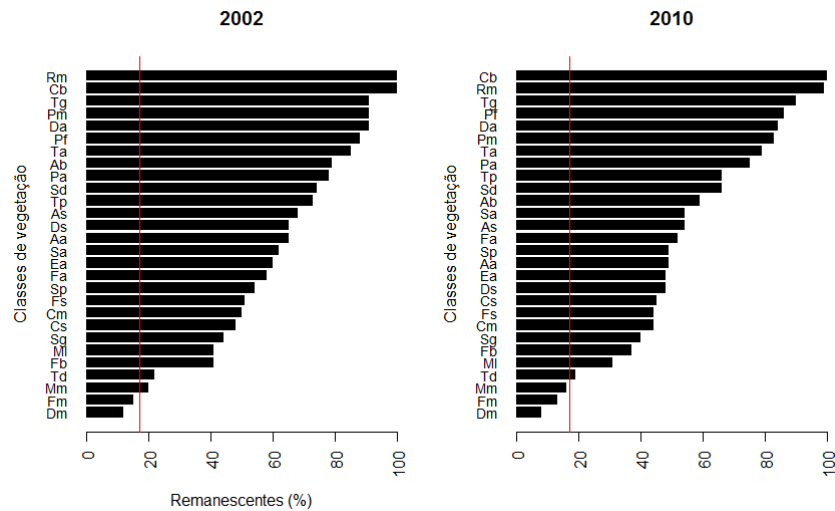 2002
Classes de vegetação
Rm
Cb
Tg
Pm
Da
Pf
Ta
Ab
Pa
Sd
Tp
As
Ds
Aa
Sa
Ea
Fa
Sp
Fs
Cm
Cs
Sg
Ml
Fb
Td
Mm
Fm
Dm
0 20 40 60 80 100
Remanescentes (%)
2010
Classes de vegetação
Cb
Rm
Tg
Pf
Da
Pm
Ta
Pa
Tp
Sd
Ab
Sa
As
Fa
Sp
Aa
Ea
Ds
Cs
Fs
Cm
Sg
Fb
Ml
Td
Mm
Fm
Dm
0 20 40 60 80 100